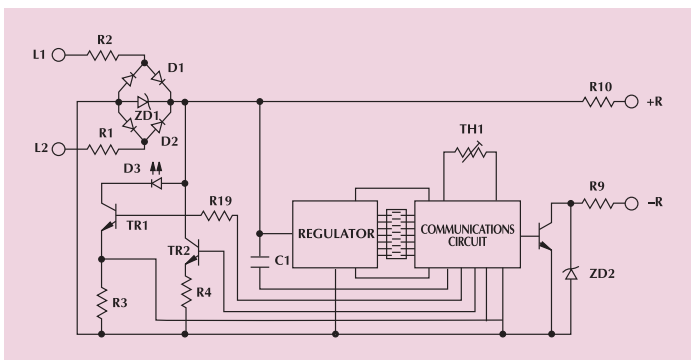 R2
L1
D1
R10
+R
ZD1
TH1
R1
D2
L2
D3
R9
-R
R19
REGULATOR
COMMUNICATIONS
CIRCUIT
TR1
TR2
C1
ZD2
R3
R4